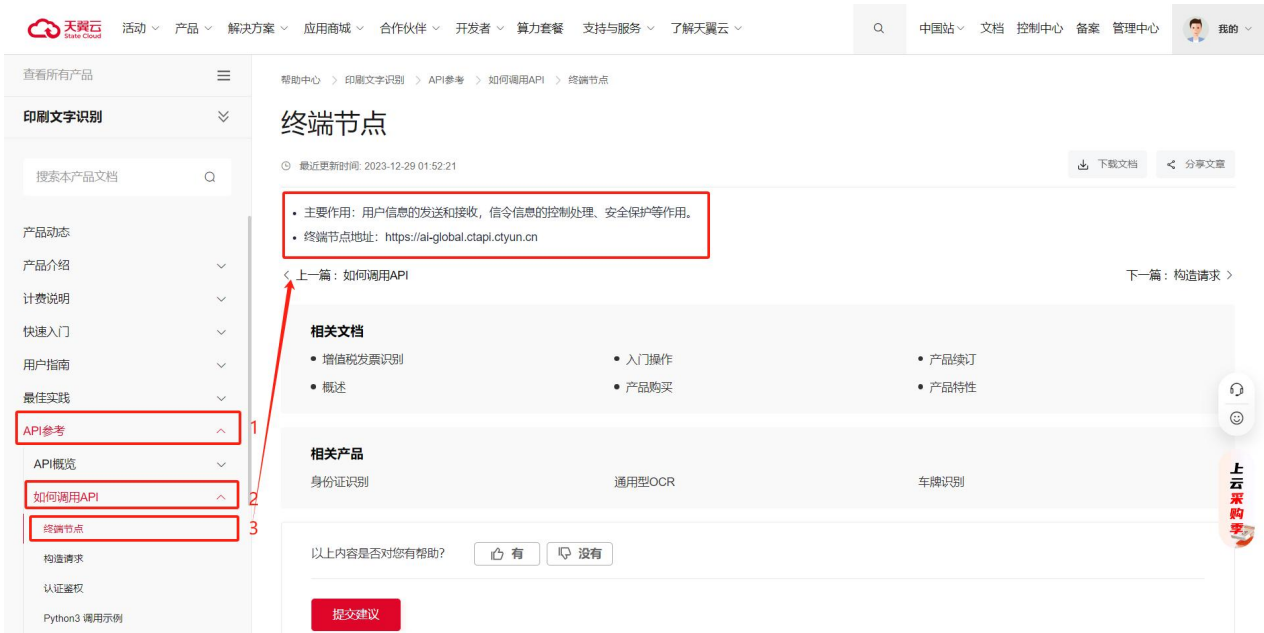 天翼云 State Cloud 活动 产品 解决方案 应用商城 合作伙伴 开发者 算力套餐 支持与服务 了解天翼云 中国站 文档 控制中心 备案 管理中心 我的
查看所有产品
帮助中心 > 印刷文字识别 > API参考 > 如何调用API > 终端节点
印刷文字识别
终端节点
最近更新时间: 2023-12-29 01:52:21
下载文档 分享文章
搜索本产品文档
• 主要作用：用户信息的发送和接收，信令信息的控制处理、安全保护等作用。
• 终端节点地址：https://ai-global.ctapi.ctyun.cn
< 上一篇 : 如何调用API 下一篇 : 构造请求 >
产品动态
产品介绍
计费说明
快速入门
用户指南
最佳实践
API参考 1
API概览
如何调用API 2
终端节点 3
构造请求
认证鉴权
Python3 调用示例
相关文档
• 增值税发票识别 • 入门操作 • 产品续订
• 概述 • 产品购买 • 产品特性
相关产品
身份证识别 通用型OCR 车牌识别
以上内容是否对您有帮助? 有 没有
提交建议
上云采购季